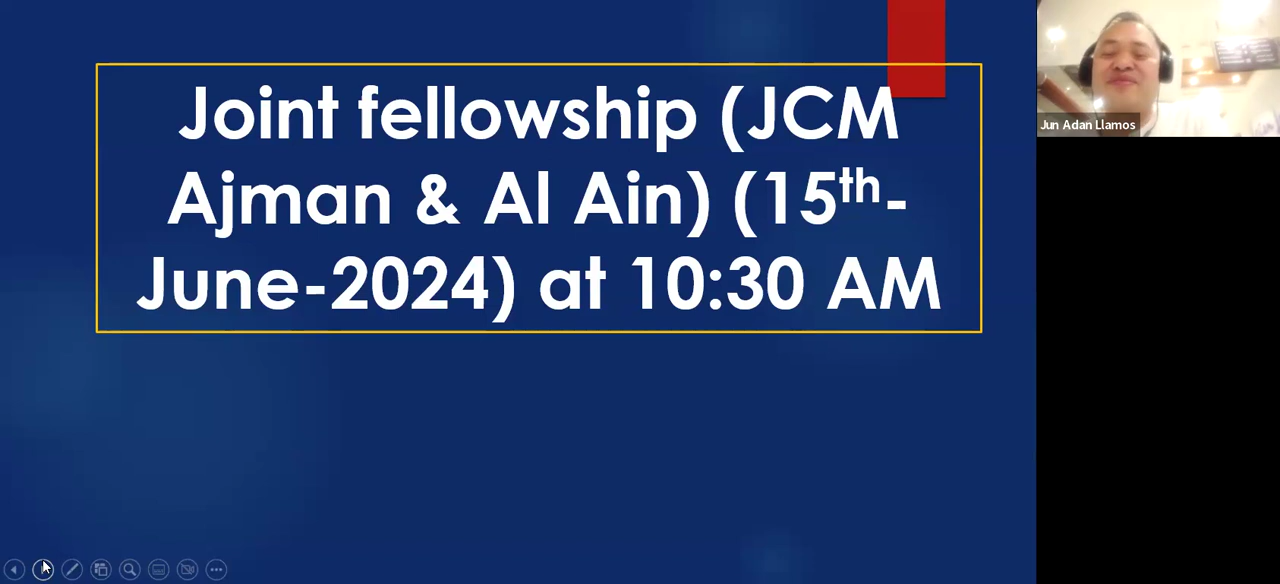 Joint fellowship (JCM
Ajman & Al Ain) (15th-
June-2024) at 10:30 AM
Jun Adan Llamos